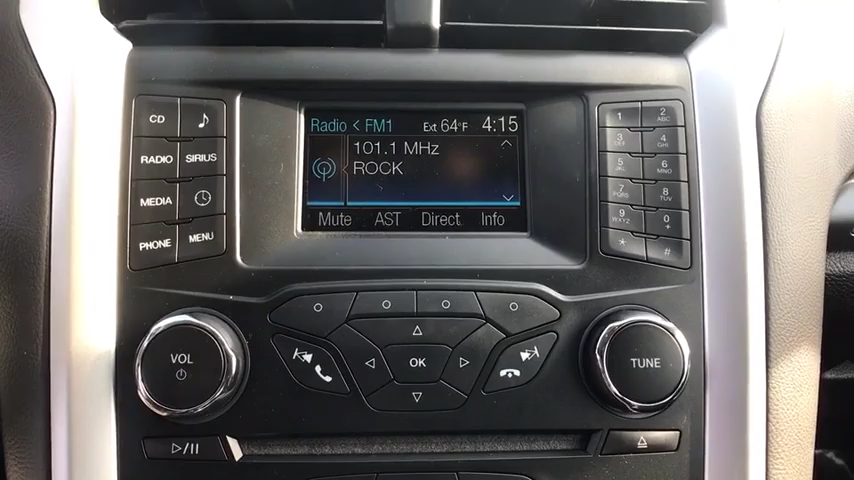 CD
RADIO SIRIUS
MEDIA
PHONE MENU
Radio < FM1 Ext 64°F 4:15
101.1 MHz
ROCK
Mute AST Direct Info
1 2 ABC
3 DEF 4 GHI
5 JKL 6 MNO
7 PQRS 8 TUV
9 WXYZ 0 +
* #
VOL
OK
TUNE